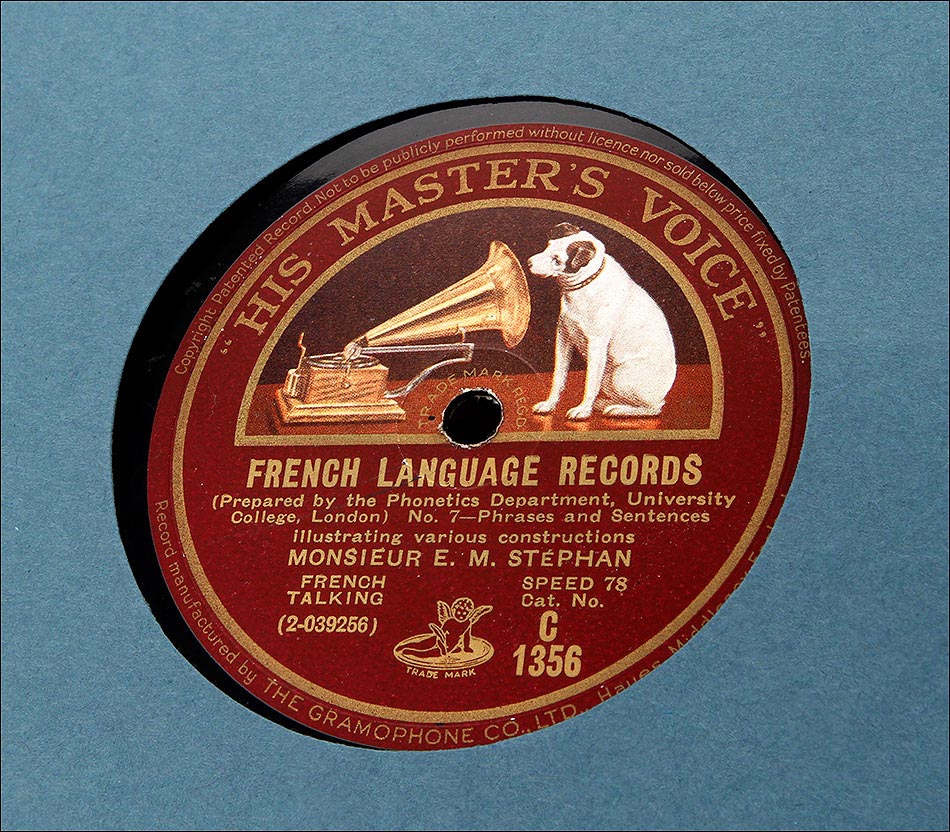 Copyright Patented Record. Not to be publicly performed without licence nor sold below price fixed by Patentees.
"HIS MASTER'S VOICE"
TRADE MARK REG'D
FRENCH LANGUAGE RECORDS
(Prepared by the Phonetics Department, University
College, London) No. 7—Phrases and Sentences
illustrating various constructions
MONSIEUR E. M. STÉPHAN
FRENCH SPEED 78
TALKING Cat. No.
(2-039256) C
1356
TRADE MARK
Record manufactured by THE GRAMOPHONE CO., LTD., Hayes,